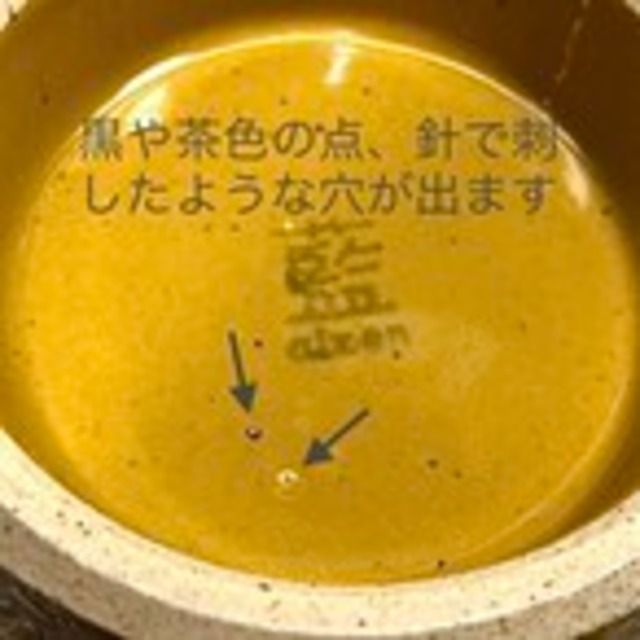 黒や茶色の点、針で刺
したような穴が出ます
藍
aizen